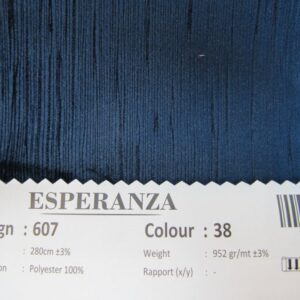 ESPERANZA
gn : 607 Colour : 38
: 280cm ±3% Weight : 952 gr/mt ±3%
on : Polyester 100% Rapport (x/y) : -